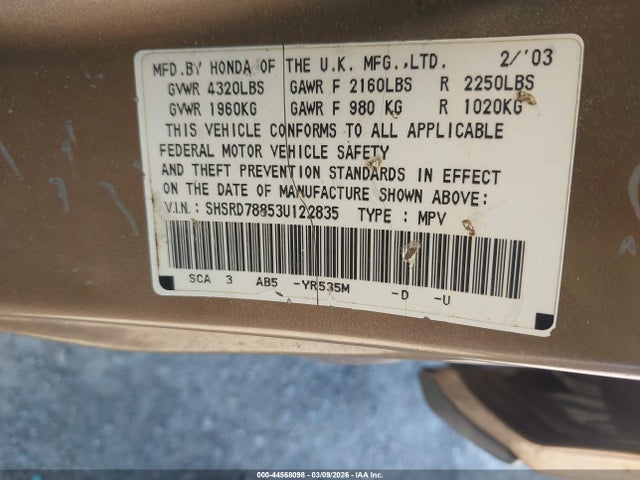 MFD.BY HONDA OF THE U.K. MFG.,LTD. 2/'03
GVWR 4320LBS GAWR F 2160LBS R 2250LBS
GVWR 1960KG GAWR F 980 KG R 1020KG
THIS VEHICLE CONFORMS TO ALL APPLICABLE
FEDERAL MOTOR VEHICLE SAFETY
AND THEFT PREVENTION STANDARDS IN EFFECT
ON THE DATE OF MANUFACTURE SHOWN ABOVE:
V.I.N.: SHSRD78853U122835 TYPE : MPV
SCA 3 AB5 -YR535M -D -U
000-44568098 - 03/09/2026 - IAA Inc.